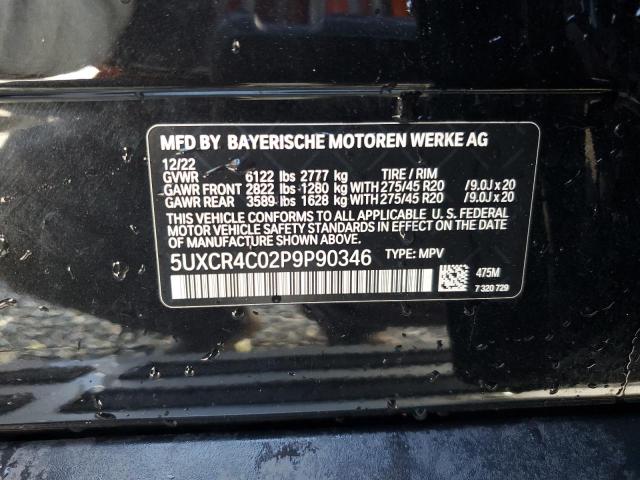 MFD BY BAYERISCHE MOTOREN WERKE AG
12/22
GVWR 6122 lbs 2777 kg TIRE / RIM
GAWR FRONT 2822 lbs 1280 kg WITH 275/45 R20 /9.0J x 20
GAWR REAR 3589 lbs 1628 kg WITH 275/45 R20 /9.0J x 20
THIS VEHICLE CONFORMS TO ALL APPLICABLE U. S. FEDERAL
MOTOR VEHICLE SAFETY STANDARDS IN EFFECT ON THE DATE
OF MANUFACTURE SHOWN ABOVE.
5UXCR4C02P9P90346 TYPE: MPV
475M
7 320 729